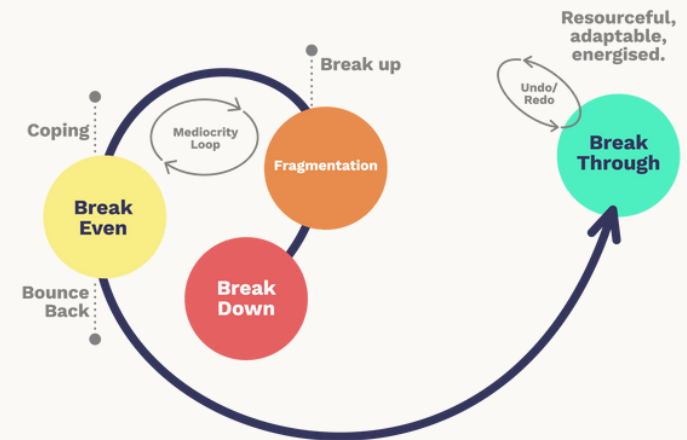 Resourceful,
adaptable,
energised.
Break up
Undo/
Redo
Coping
Mediocrity
Loop
Fragmentation
Break
Through
Break
Even
Bounce
Back
Break
Down